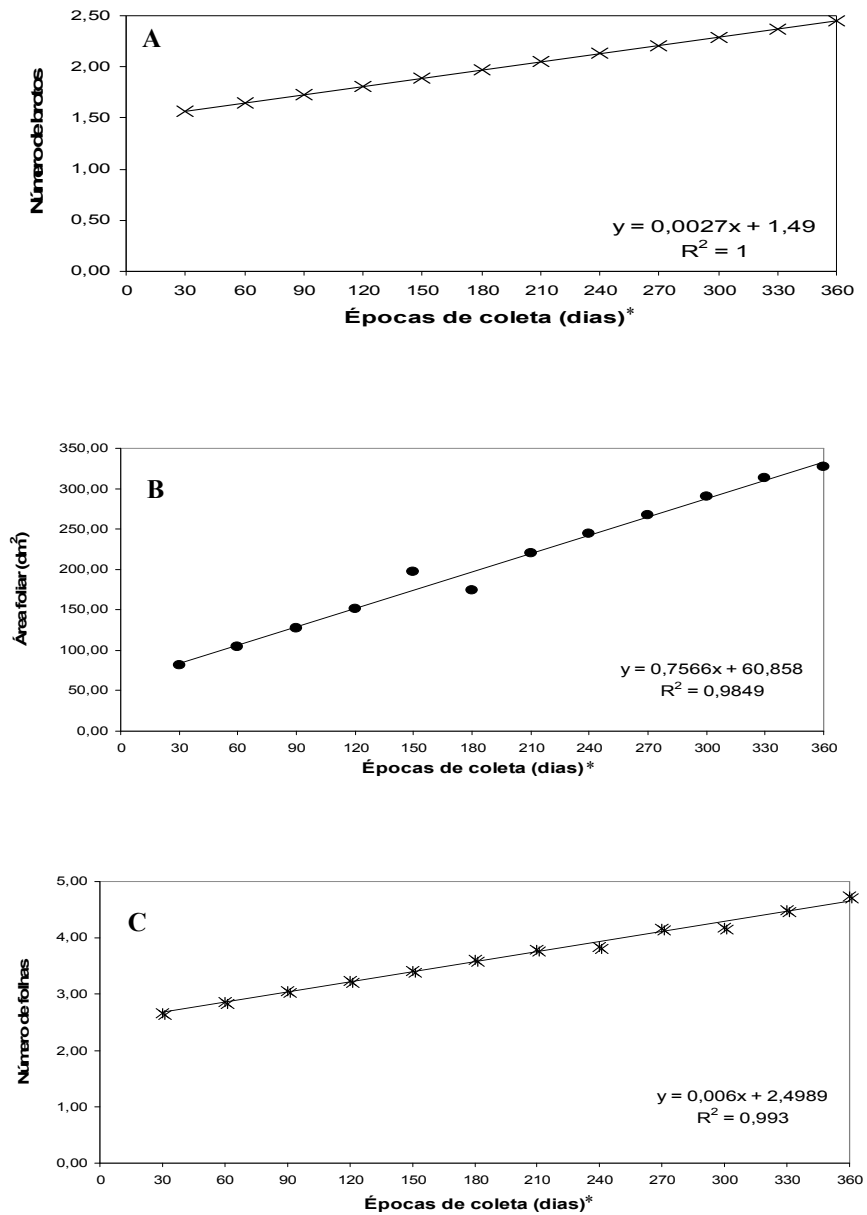 A
Número de brotos
2,50
2,00
1,50
1,00
0,50
0,00
y = 0,0027x + 1,49
R² = 1
0 30 60 90 120 150 180 210 240 270 300 330 360
Épocas de coleta (dias)*
B
Área foliar (dm²)
350,00
300,00
250,00
200,00
150,00
100,00
50,00
0,00
y = 0,7566x + 60,858
R² = 0,9849
0 30 60 90 120 150 180 210 240 270 300 330 360
Épocas de coleta (dias)*
C
Número de folhas
5,00
4,00
3,00
2,00
1,00
0,00
y = 0,006x + 2,4989
R² = 0,993
0 30 60 90 120 150 180 210 240 270 300 330 360
Épocas de coleta (dias)*